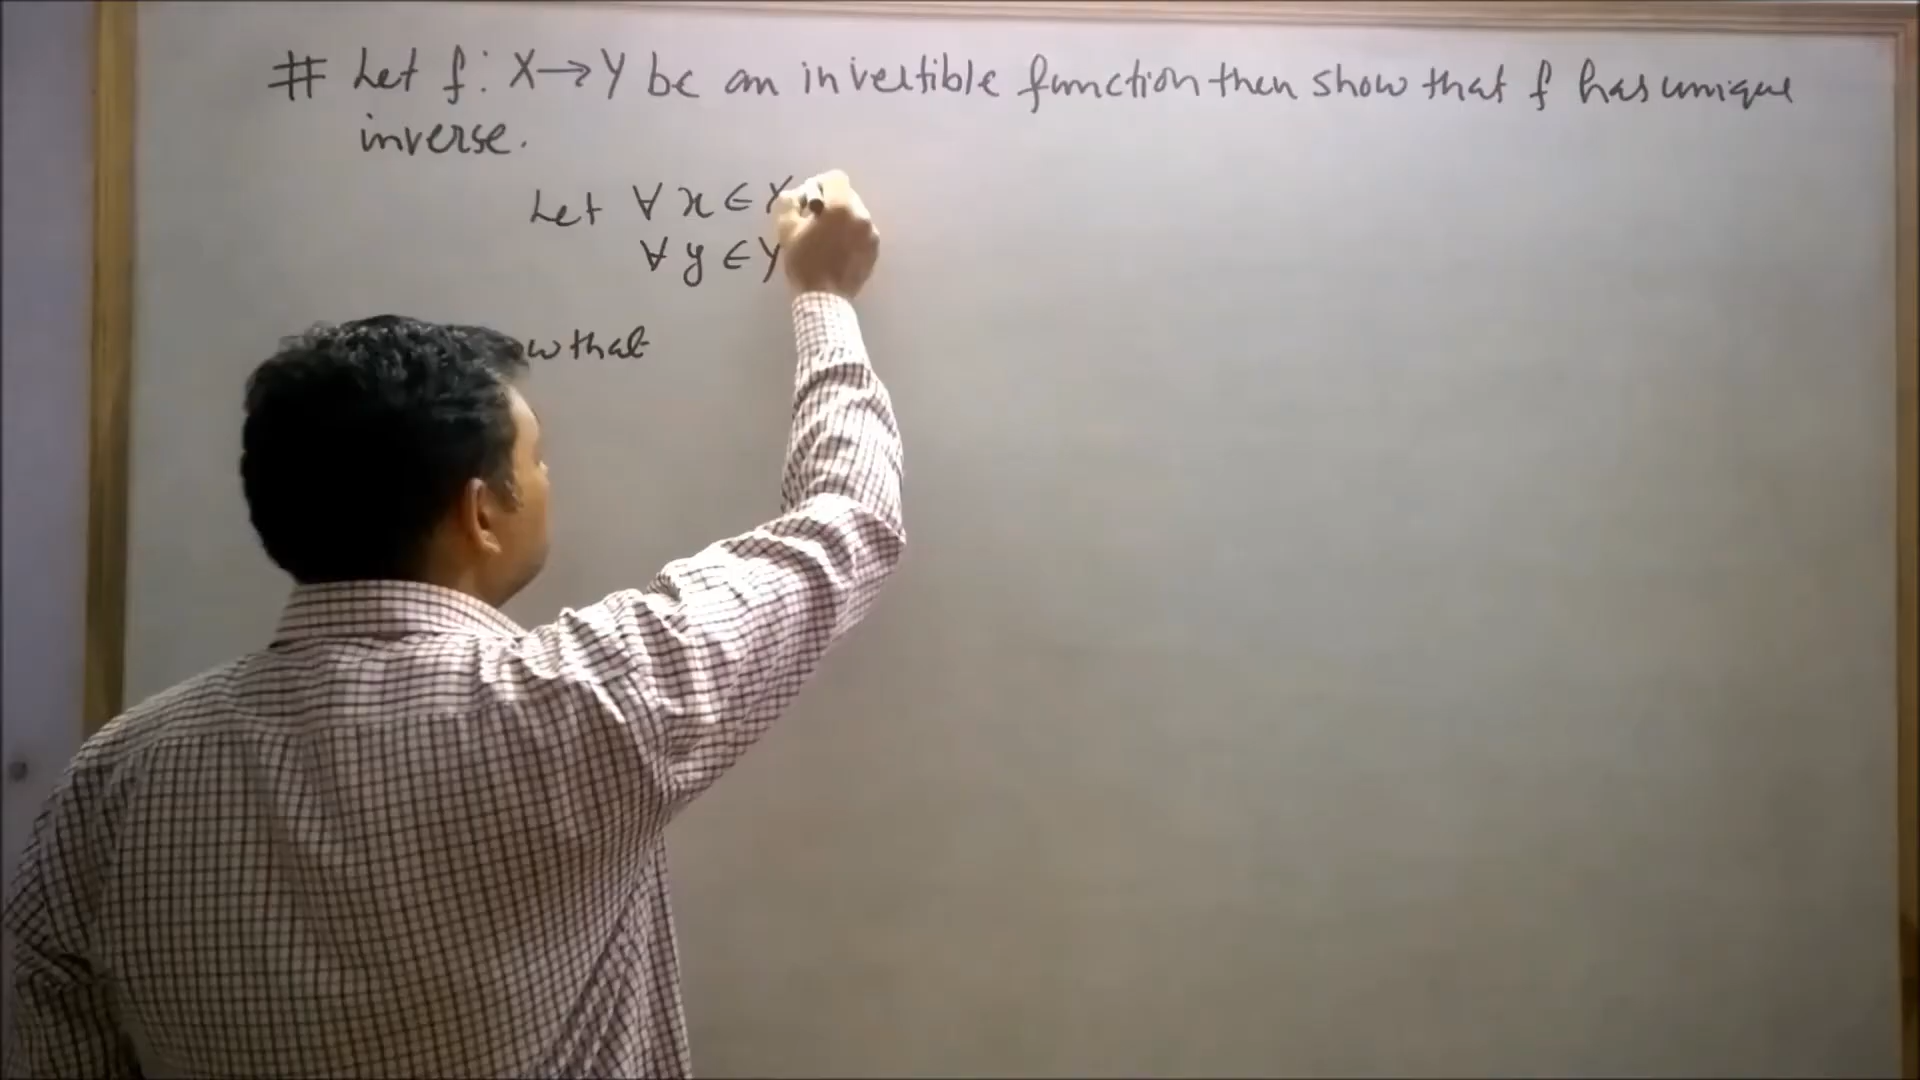 # Let f: X→Y be an invertible function then show that f has unique
inverse.
Let ∀ x ∈ X
∀ y ∈ Y
that